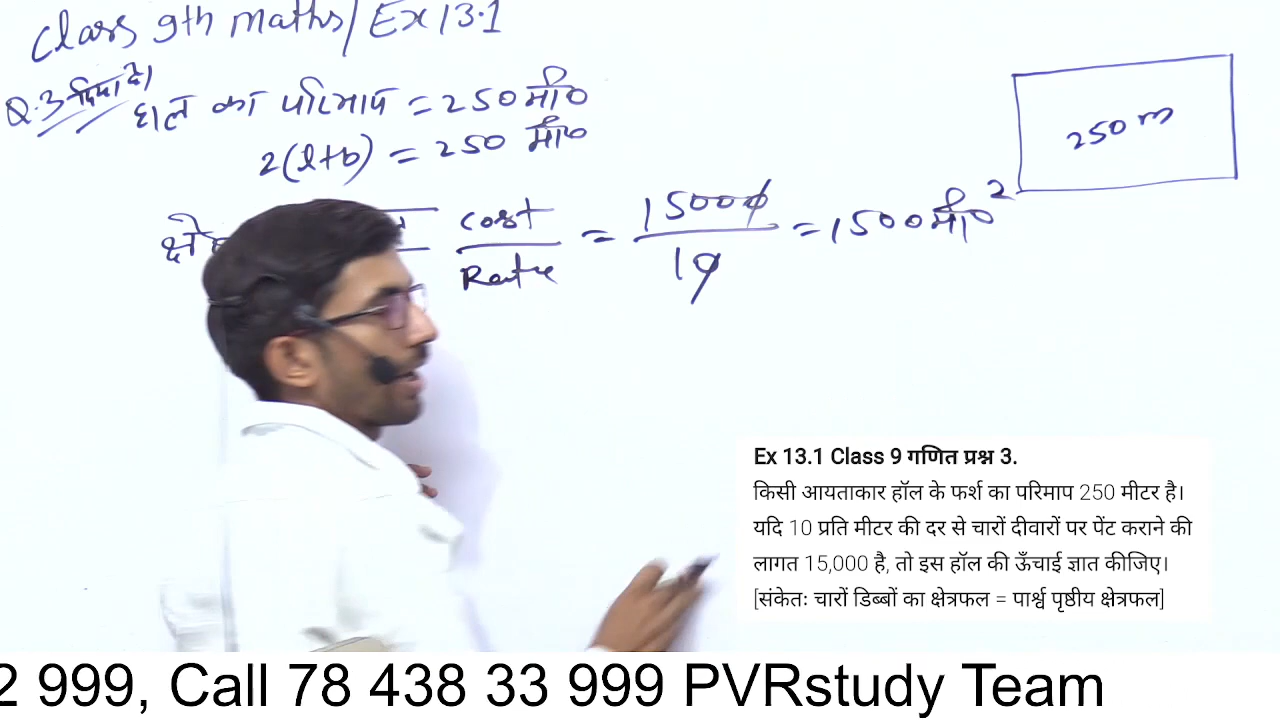 Class 9th maths/Ex 13.1
Q.3 दिया है।
हाल का परिमाप = 250 मी०
2(l+b) = 250 मी०
250 m
क्षे cost/Rate = 15000/10 = 1500 मी०²
Ex 13.1 Class 9 गणित प्रश्न 3.
किसी आयताकार हॉल के फर्श का परिमाप 250 मीटर है।
यदि 10 प्रति मीटर की दर से चारों दीवारों पर पेंट कराने की
लागत 15,000 है, तो इस हॉल की ऊँचाई ज्ञात कीजिए।
[संकेतः चारों डिब्बों का क्षेत्रफल = पार्श्व पृष्ठीय क्षेत्रफल]
2 999, Call 78 438 33 999 PVRstudy Team